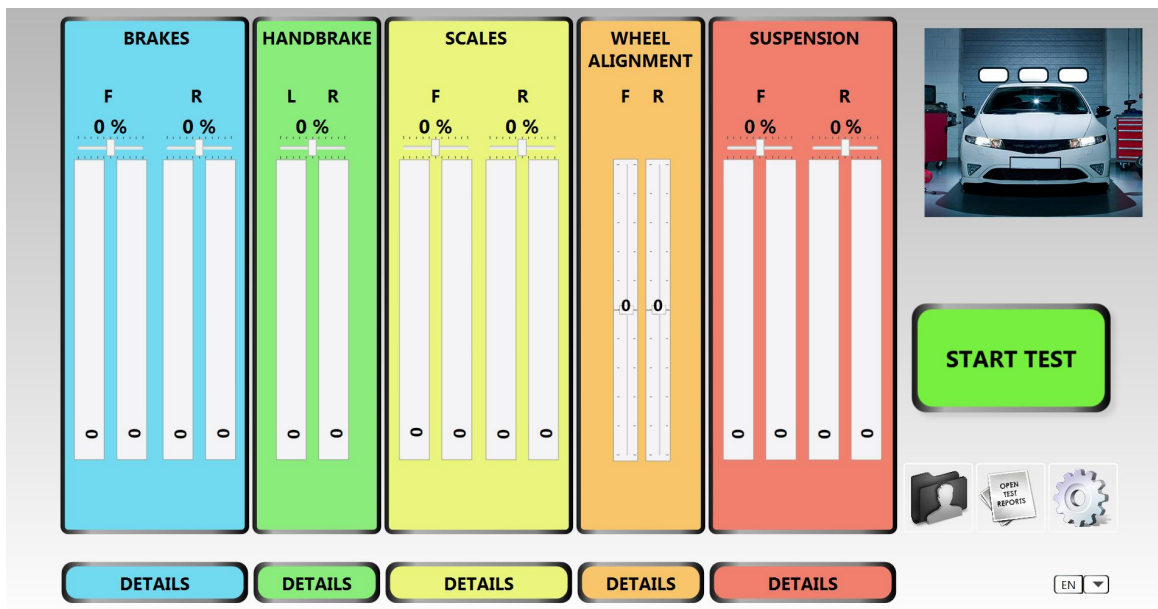 BRAKES
F R
0 % 0 %
0 0 0 0
DETAILS
HANDBRAKE
L R
0 %
0 0
DETAILS
SCALES
F R
0 % 0 %
0 0 0 0
DETAILS
WHEEL
ALIGNMENT
F R
0 0
DETAILS
SUSPENSION
F R
0 % 0 %
0 0 0 0
DETAILS
START TEST
OPEN
TEST
REPORTS
EN